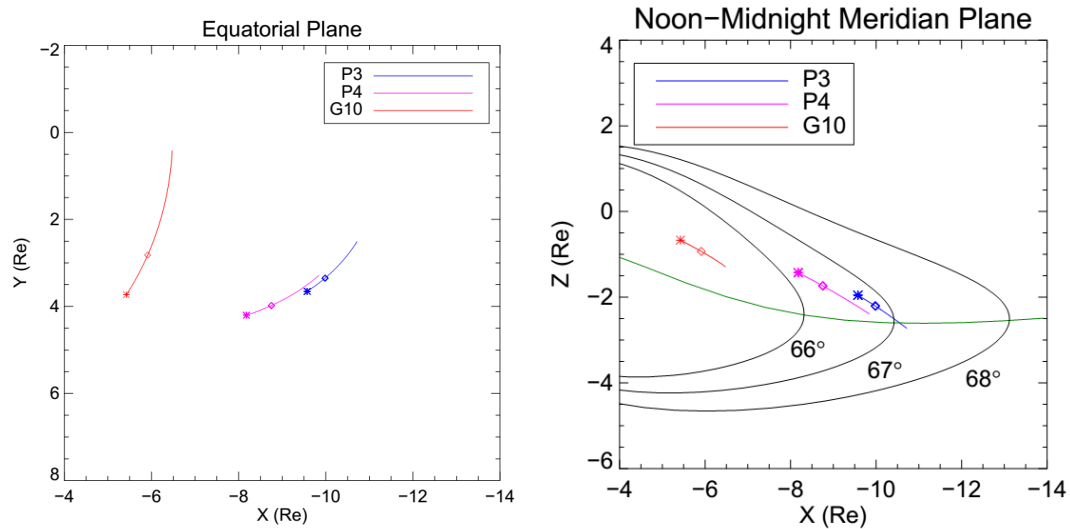 Equatorial Plane
−2
0
2
4
6
8
Y (Re)
P3
P4
G10
−4
−6
−8
−10
−12
−14
X (Re)
Noon−Midnight Meridian Plane
4
2
0
−2
−4
−6
Z (Re)
P3
P4
G10
66°
67°
68°
−4
−6
−8
−10
−12
−14
X (Re)